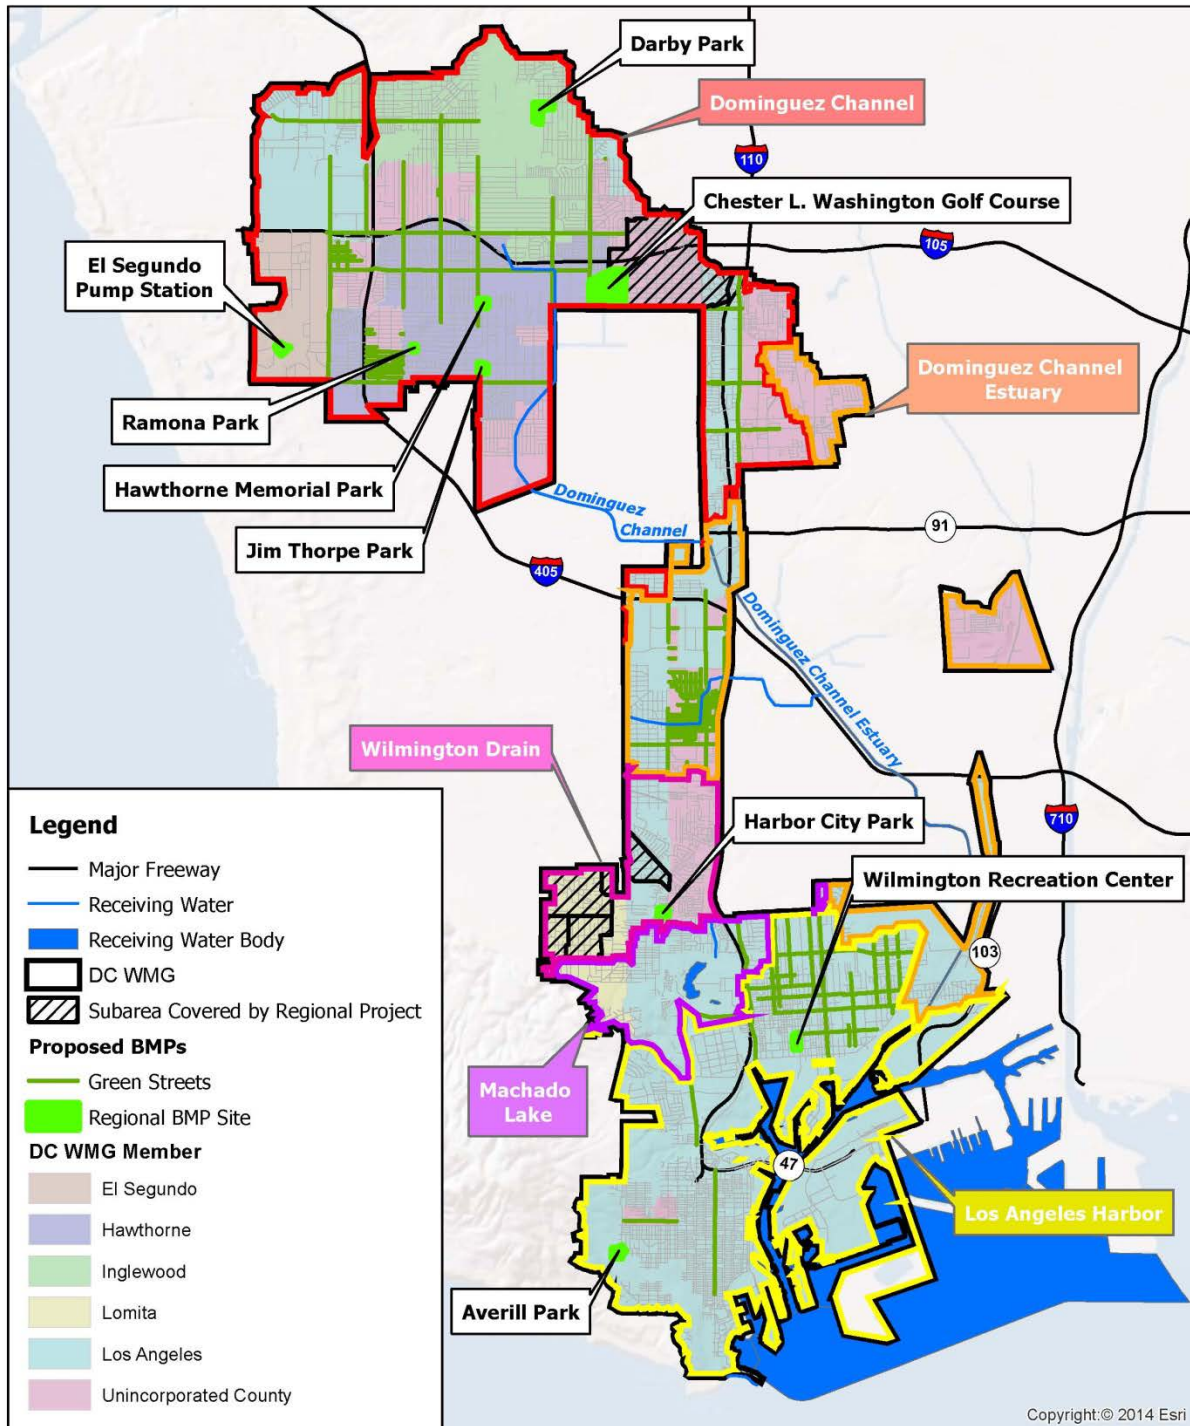 Darby Park
Dominguez Channel
110
Chester L. Washington Golf Course
105
El Segundo
Pump Station
Dominguez Channel
Estuary
Ramona Park
Hawthorne Memorial Park
Dominguez
Channel
91
Jim Thorpe Park
405
Dominguez Channel Estuary
Wilmington Drain
Harbor City Park
710
Wilmington Recreation Center
103
Machado
Lake
47
Los Angeles Harbor
Averill Park
Legend
Major Freeway
Receiving Water
Receiving Water Body
DC WMG
Subarea Covered by Regional Project
Proposed BMPs
Green Streets
Regional BMP Site
DC WMG Member
El Segundo
Hawthorne
Inglewood
Lomita
Los Angeles
Unincorporated County
Copyright:© 2014 Esri